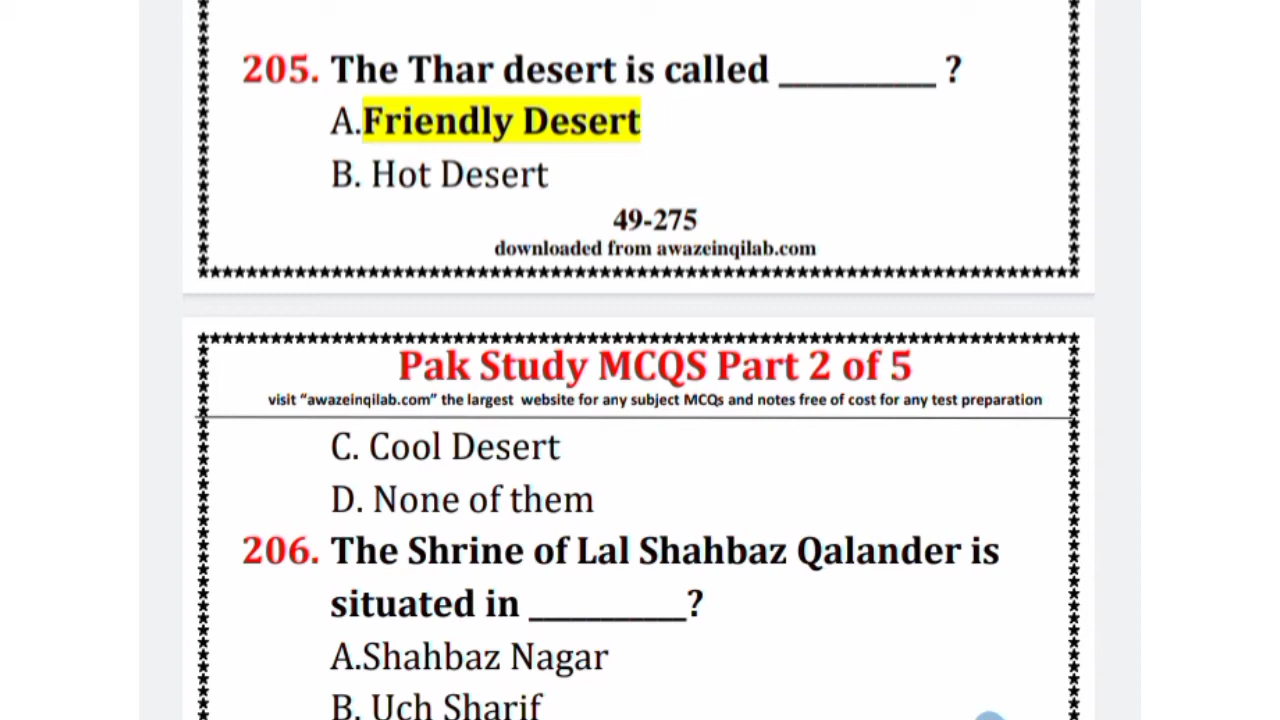 205. The Thar desert is called __________ ?
A.Friendly Desert
B. Hot Desert
49-275
downloaded from awazeinqilab.com
Pak Study MCQS Part 2 of 5
visit “awazeinqilab.com” the largest website for any subject MCQs and notes free of cost for any test preparation
C. Cool Desert
D. None of them
206. The Shrine of Lal Shahbaz Qalander is
situated in __________?
A.Shahbaz Nagar
B. Uch Sharif